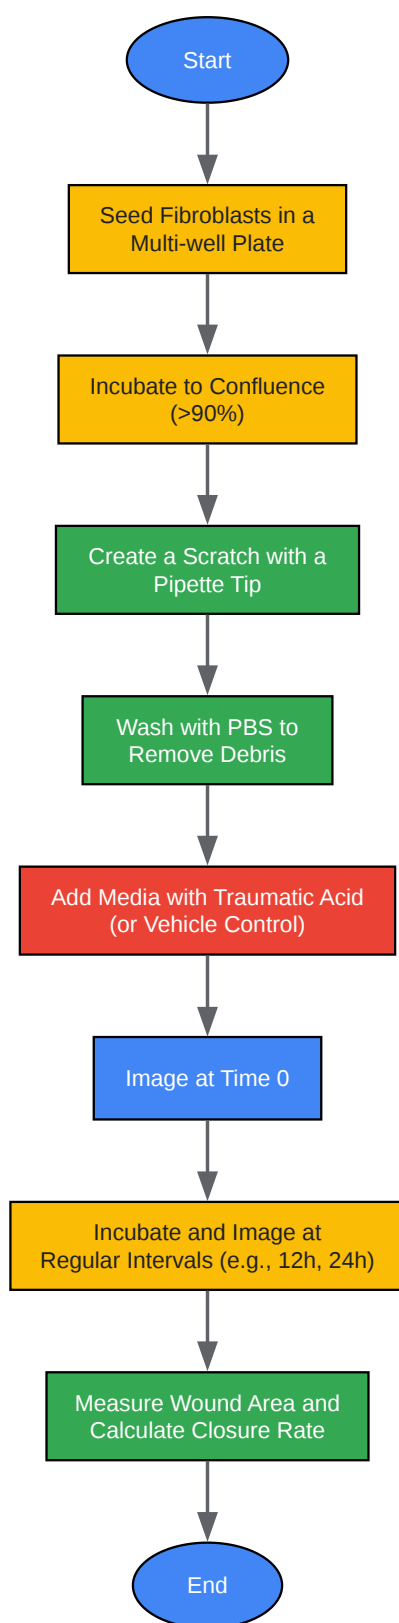 Start
Seed Fibroblasts in a
Multi-well Plate
Incubate to Confluence
(>90%)
Create a Scratch with a
Pipette Tip
Wash with PBS to
Remove Debris
Add Media with Traumatic Acid
(or Vehicle Control)
Image at Time 0
Incubate and Image at
Regular Intervals (e.g., 12h, 24h)
Measure Wound Area and
Calculate Closure Rate
End